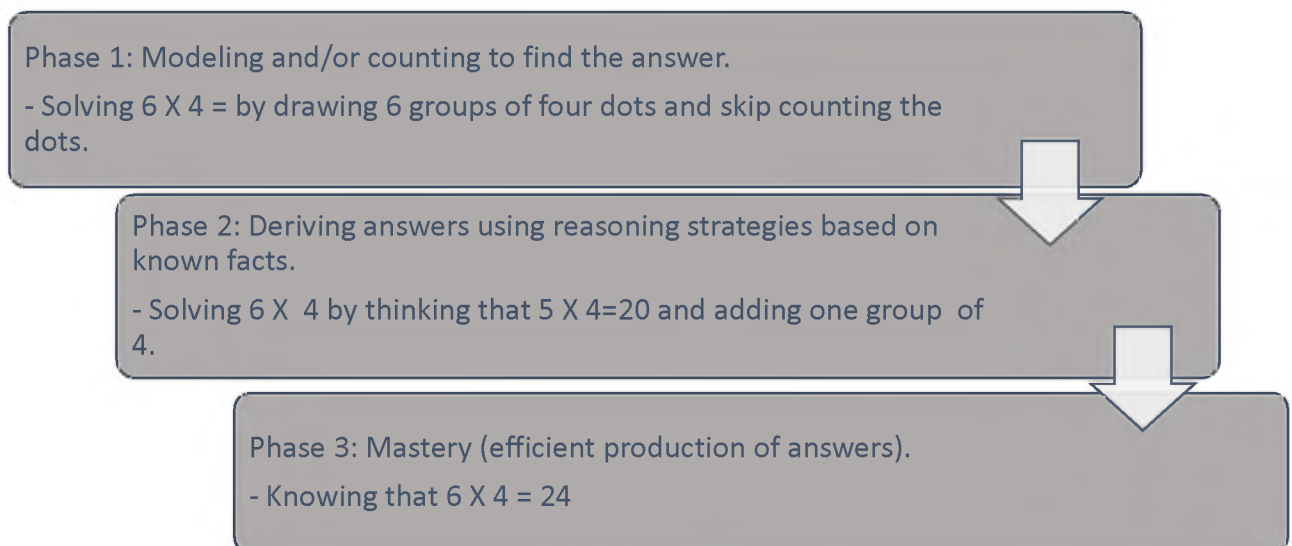 Phase 1: Modeling and/or counting to find the answer.
- Solving 6 X 4 = by drawing 6 groups of four dots and skip counting the
dots.
Phase 2: Deriving answers using reasoning strategies based on
known facts.
- Solving 6 X  4 by thinking that 5 X 4=20 and adding one group  of
4.
Phase 3: Mastery (efficient production of answers).
- Knowing that 6 X 4 = 24